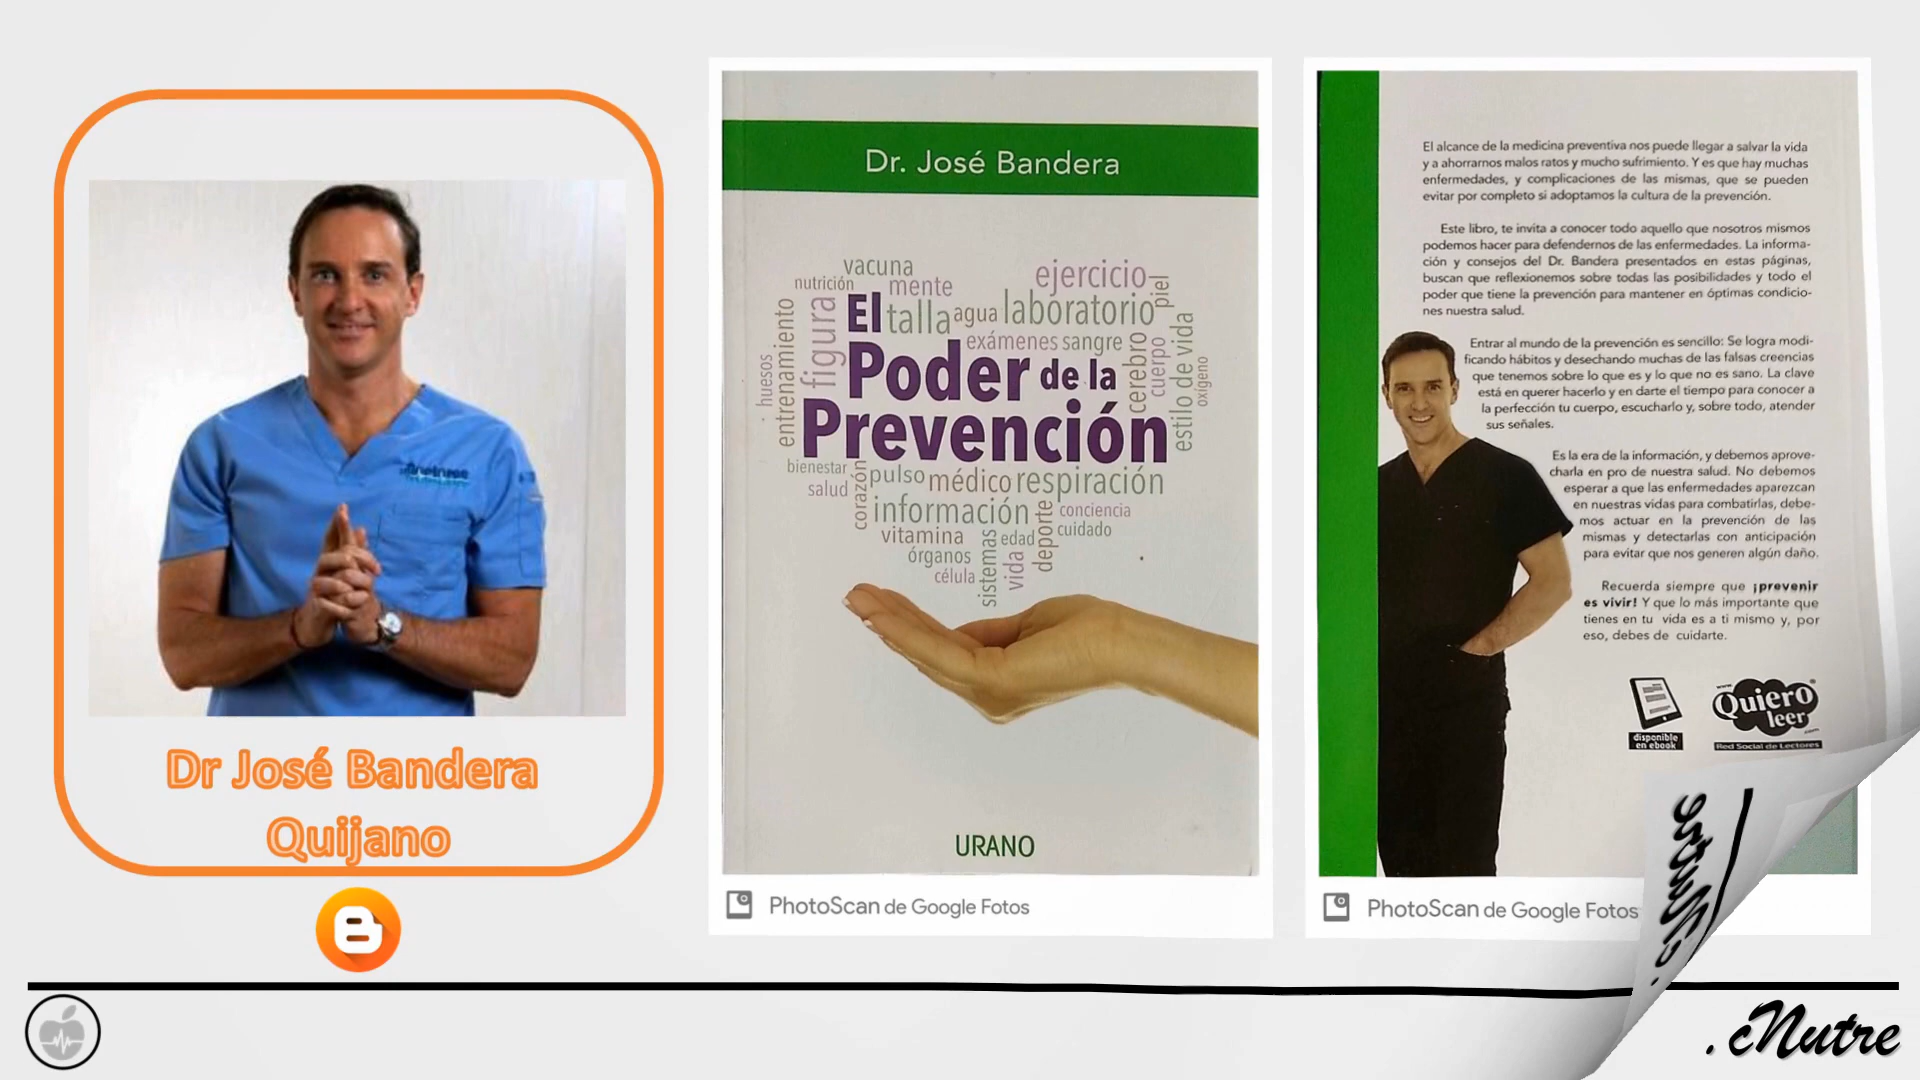 Dr José Bandera
Quijano
Dr. José Bandera
vacuna
ejercicio
nutrición
mente
piel
El
talla
agua
laboratorio
figura
entrenamiento
exámenes sangre
huesos
Poder de la
cerebro
cuerpo
estilo de vida
oxígeno
Prevención
bienestar
salud
corazón
pulso
médico
respiración
información
conciencia
cuidado
vitamina
edad
deporte
órganos
sistemas
vida
célula
URANO
PhotoScan de Google Fotos
El alcance de la medicina preventiva nos puede llegar a salvar la vida
y a ahorrarnos malos ratos y mucho sufrimiento. Y es que hay muchas
enfermedades, y complicaciones de las mismas, que se pueden
evitar por completo si adoptamos la cultura de la prevención.
Este libro, te invita a conocer todo aquello que nosotros mismos
podemos hacer para defendernos de las enfermedades. La informa-
ción y consejos del Dr. Bandera presentados en estas páginas,
buscan que reflexionemos sobre todas las posibilidades y todo el
poder que tiene la prevención para mantener en óptimas condicio-
nes nuestra salud.
Entrar al mundo de la prevención es sencillo: Se logra modi-
ficando hábitos y desechando muchas de las falsas creencias
que tenemos sobre lo que es y lo que no es sano. La clave
está en querer hacerlo y en darte el tiempo para conocer a
la perfección tu cuerpo, escucharlo y, sobre todo, atender
sus señales.
Es la era de la información, y debemos aprove-
charla en pro de nuestra salud. No debemos
esperar a que las enfermedades aparezcan
en nuestras vidas para combatirlas, debe-
mos actuar en la prevención de las
mismas y detectarlas con anticipación
para evitar que nos generen algún daño.
Recuerda siempre que ¡prevenir
es vivir! Y que lo más importante que
tienes en tu vida es a ti mismo y, por
eso, debes de cuidarte.
disponible
en ebook
www.
Quiero
leer
.com
Red Social de Lectores
PhotoScan de Google Fotos
.cNutre
.cNutre